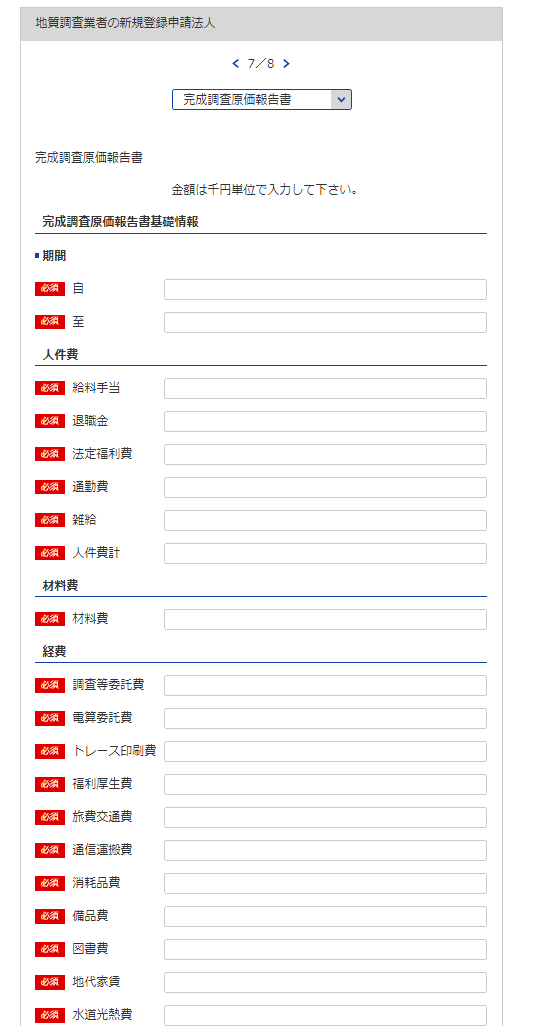 地質調査業者の新規登録申請法人
7／8
完成調査原価報告書
完成調査原価報告書
金額は千円単位で入力して下さい。
完成調査原価報告書基礎情報
期間
必須 自
必須 至
人件費
必須 給料手当
必須 退職金
必須 法定福利費
必須 通勤費
必須 雑給
必須 人件費計
材料費
必須 材料費
経費
必須 調査等委託費
必須 電算委託費
必須 トレース印刷費
必須 福利厚生費
必須 旅費交通費
必須 通信運搬費
必須 消耗品費
必須 備品費
必須 図書費
必須 地代家賃
必須 水道光熱費